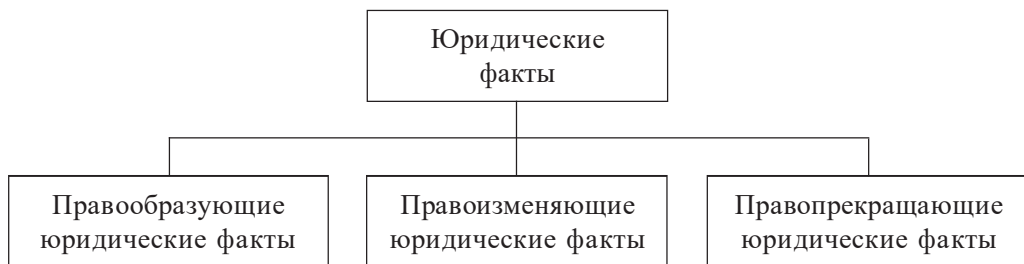 Юридические
факты
Правообразующие
юридические факты
Правоизменяющие
юридические факты
Правопрекращающие
юридические факты